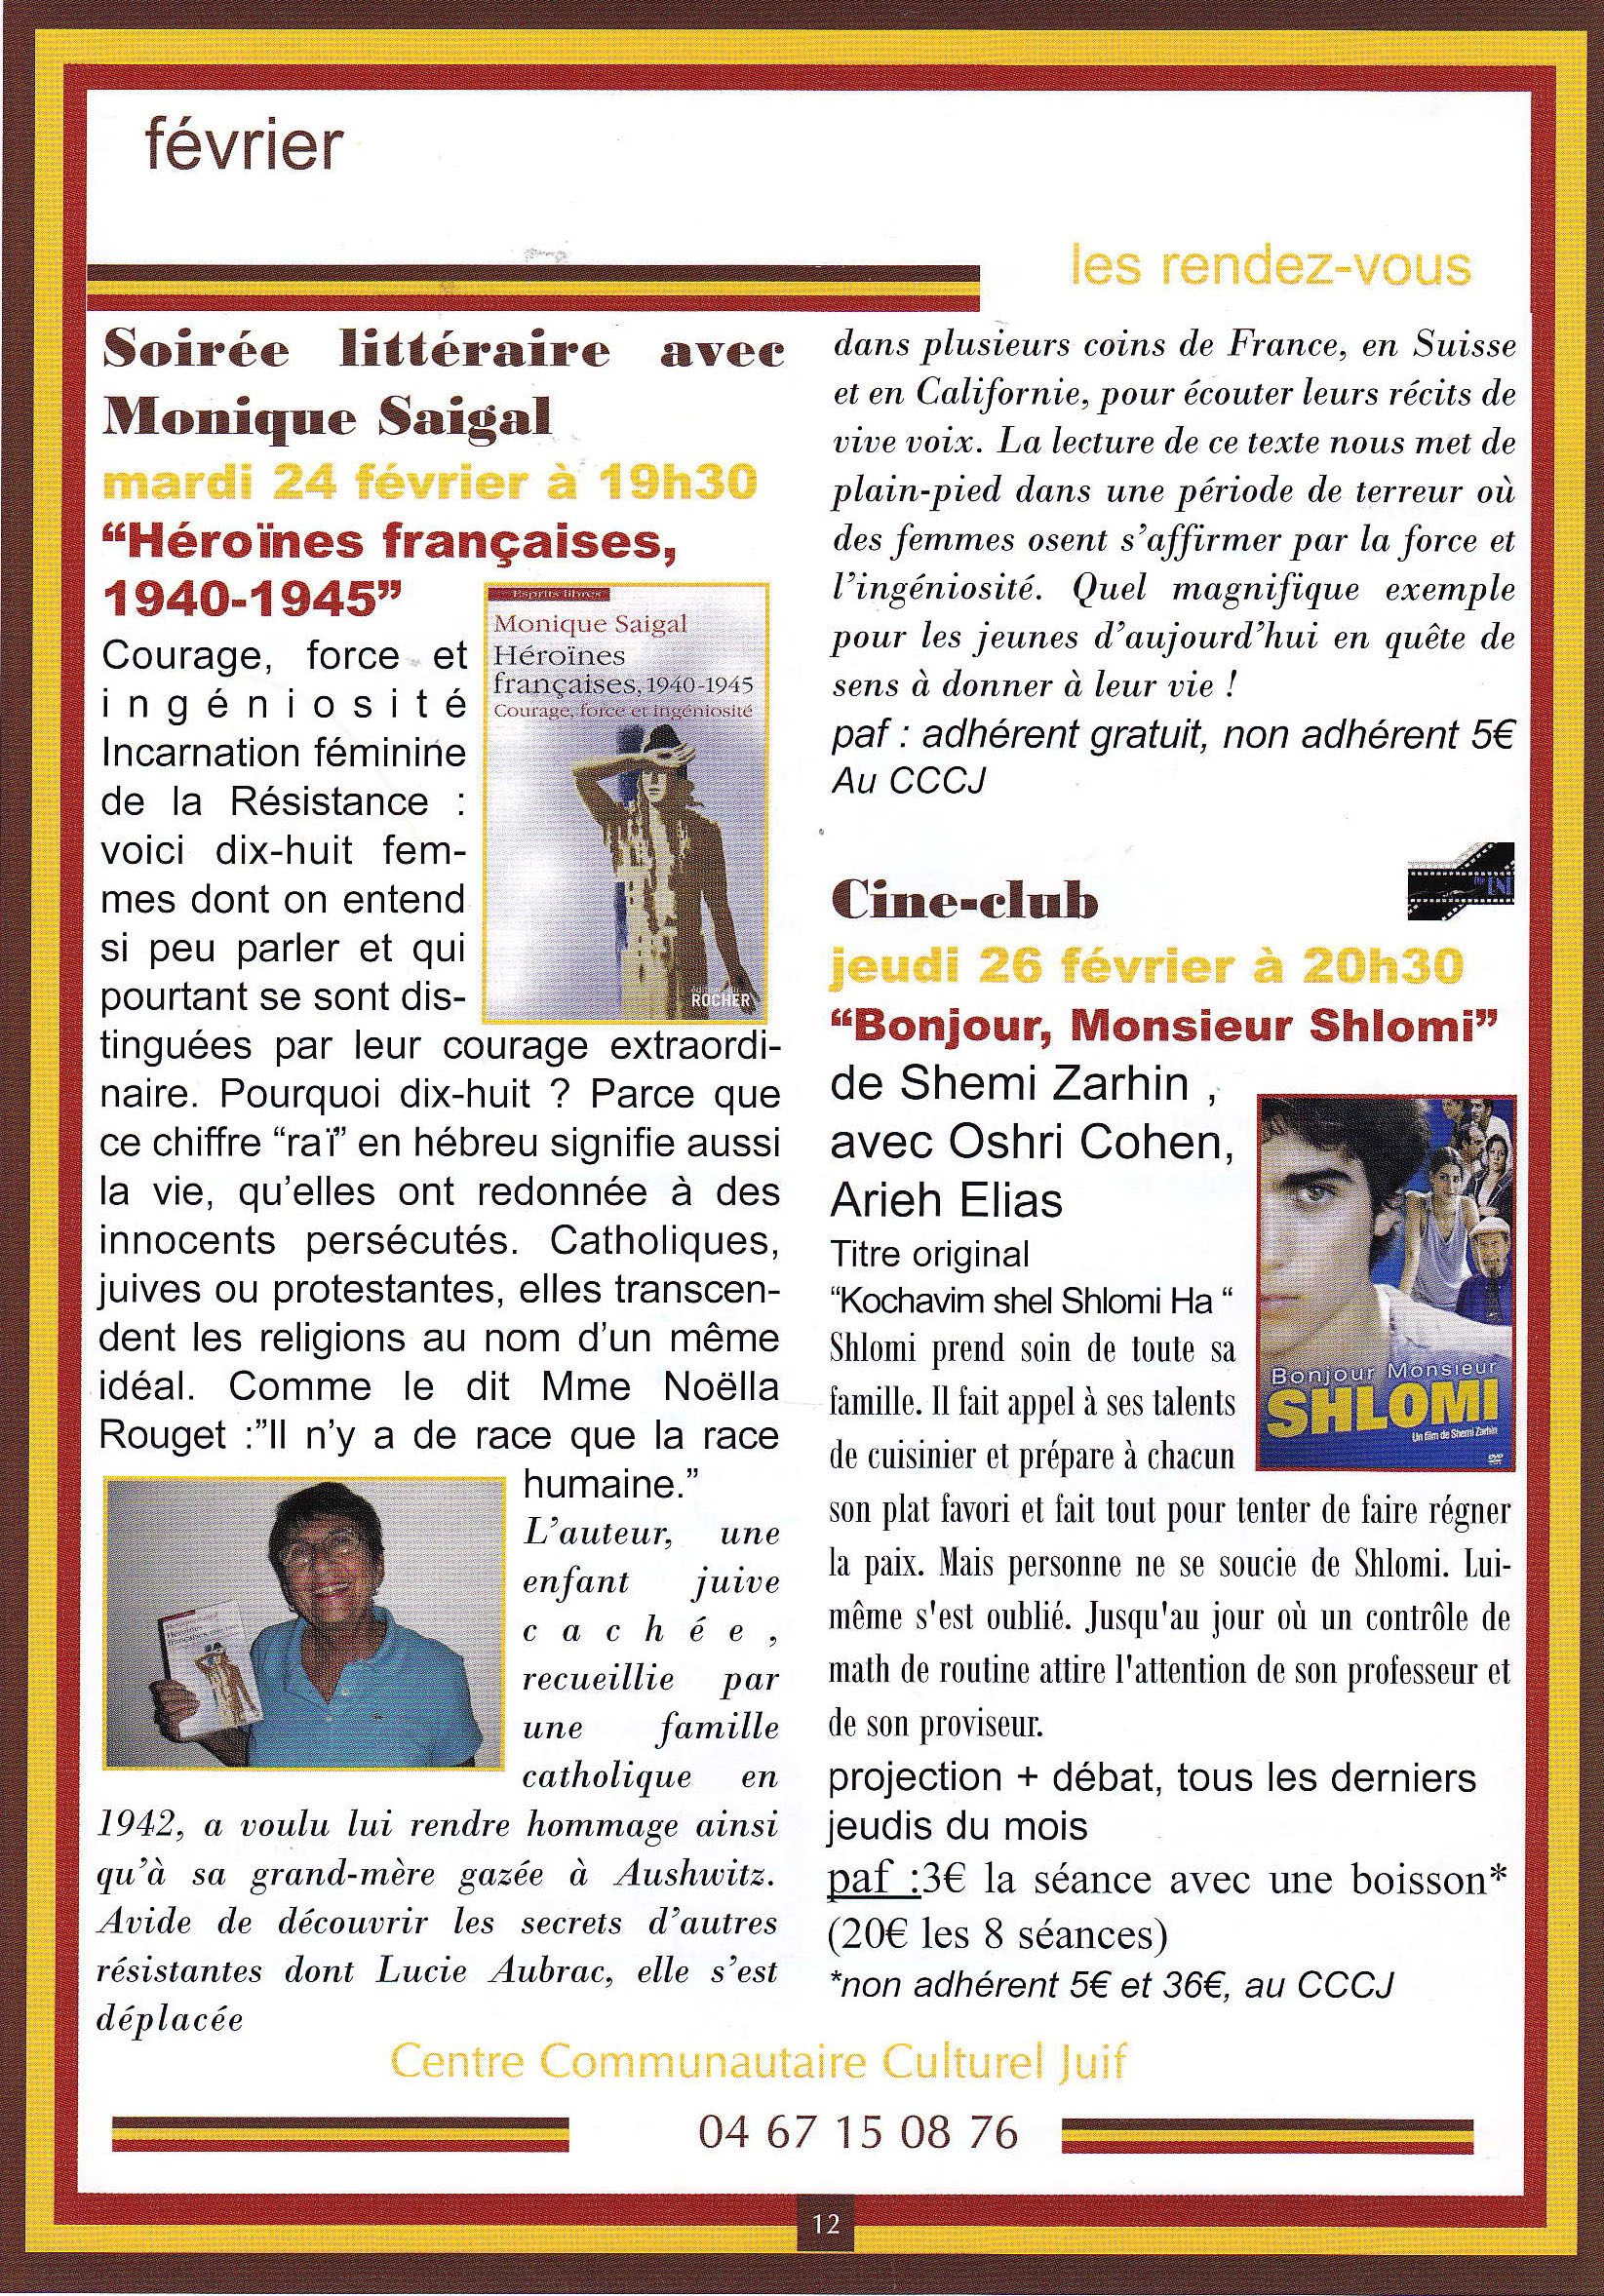 février
les rendez-vous
Soirée littéraire avec
Monique Saigal
mardi 24 février à 19h30
“Héroïnes françaises,
1940-1945”
Esprits libres
Monique Saigal
Héroïnes
françaises, 1940-1945
Courage, force et ingéniosité
ROCHER
Courage, force et
ingéniosité
Incarnation féminine
de la Résistance :
voici dix-huit fem-
mes dont on entend
si peu parler et qui
pourtant se sont dis-
tinguées par leur courage extraordi-
naire. Pourquoi dix-huit ? Parce que
ce chiffre “raï” en hébreu signifie aussi
la vie, qu’elles ont redonnée à des
innocents persécutés. Catholiques,
juives ou protestantes, elles transcen-
dent les religions au nom d’un même
idéal. Comme le dit Mme Noëlla
Rouget :”Il n’y a de race que la race
humaine.”
L’auteur, une
enfant juive
cachée,
recueillie par
une famille
catholique en
1942, a voulu lui rendre hommage ainsi
qu’à sa grand-mère gazée à Aushwitz.
Avide de découvrir les secrets d’autres
résistantes dont Lucie Aubrac, elle s’est
déplacée
dans plusieurs coins de France, en Suisse
et en Californie, pour écouter leurs récits de
vive voix. La lecture de ce texte nous met de
plain-pied dans une période de terreur où
des femmes osent s’affirmer par la force et
l’ingéniosité. Quel magnifique exemple
pour les jeunes d’aujourd’hui en quête de
sens à donner à leur vie !
paf : adhérent gratuit, non adhérent 5€
Au CCCJ
Cine-club
jeudi 26 février à 20h30
“Bonjour, Monsieur Shlomi”
de Shemi Zarhin ,
avec Oshri Cohen,
Arieh Elias
Titre original
“Kochavim shel Shlomi Ha “
Bonjour Monsieur
SHLOMI
Un film de Shemi Zarhin
Shlomi prend soin de toute sa
famille. Il fait appel à ses talents
de cuisinier et prépare à chacun
son plat favori et fait tout pour tenter de faire régner
la paix. Mais personne ne se soucie de Shlomi. Lui-
même s'est oublié. Jusqu'au jour où un contrôle de
math de routine attire l'attention de son professeur et
de son proviseur.
projection + débat, tous les derniers
jeudis du mois
paf :3€ la séance avec une boisson*
(20€ les 8 séances)
*non adhérent 5€ et 36€, au CCCJ
Centre Communautaire Culturel Juif
04 67 15 08 76
12